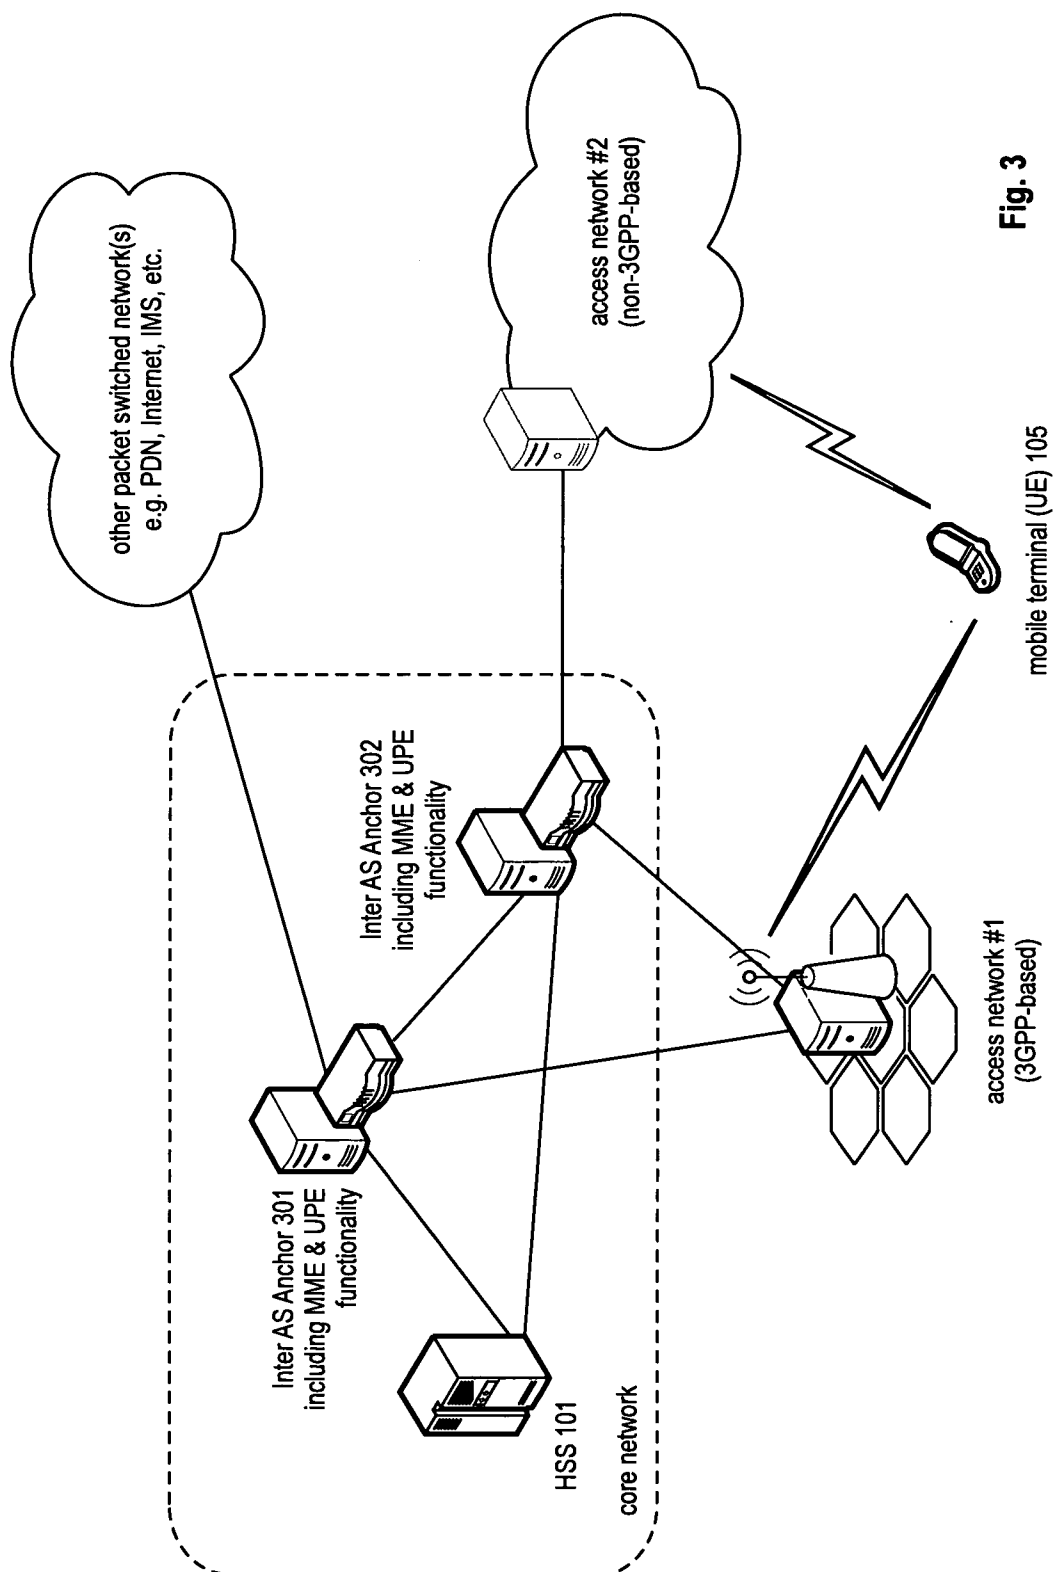 other packet switched network(s)
e.g. PDN, Internet, IMS, etc.
Inter AS Anchor 301
including MME & UPE
functionality
Inter AS Anchor 302
including MME & UPE
functionality
access network #2
(non-3GPP-based)
HSS 101
core network
access network #1
(3GPP-based)
mobile terminal (UE) 105
Fig. 3